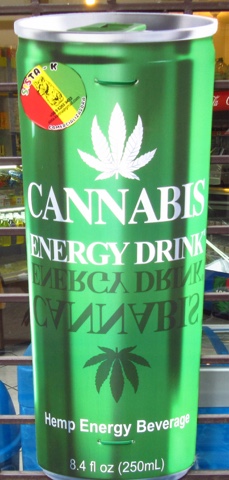 CANNABIS
ENERGY DRINK
ENERGY DRINK
CANNABIS
Hemp Energy Beverage
8.4 fl oz (250mL)